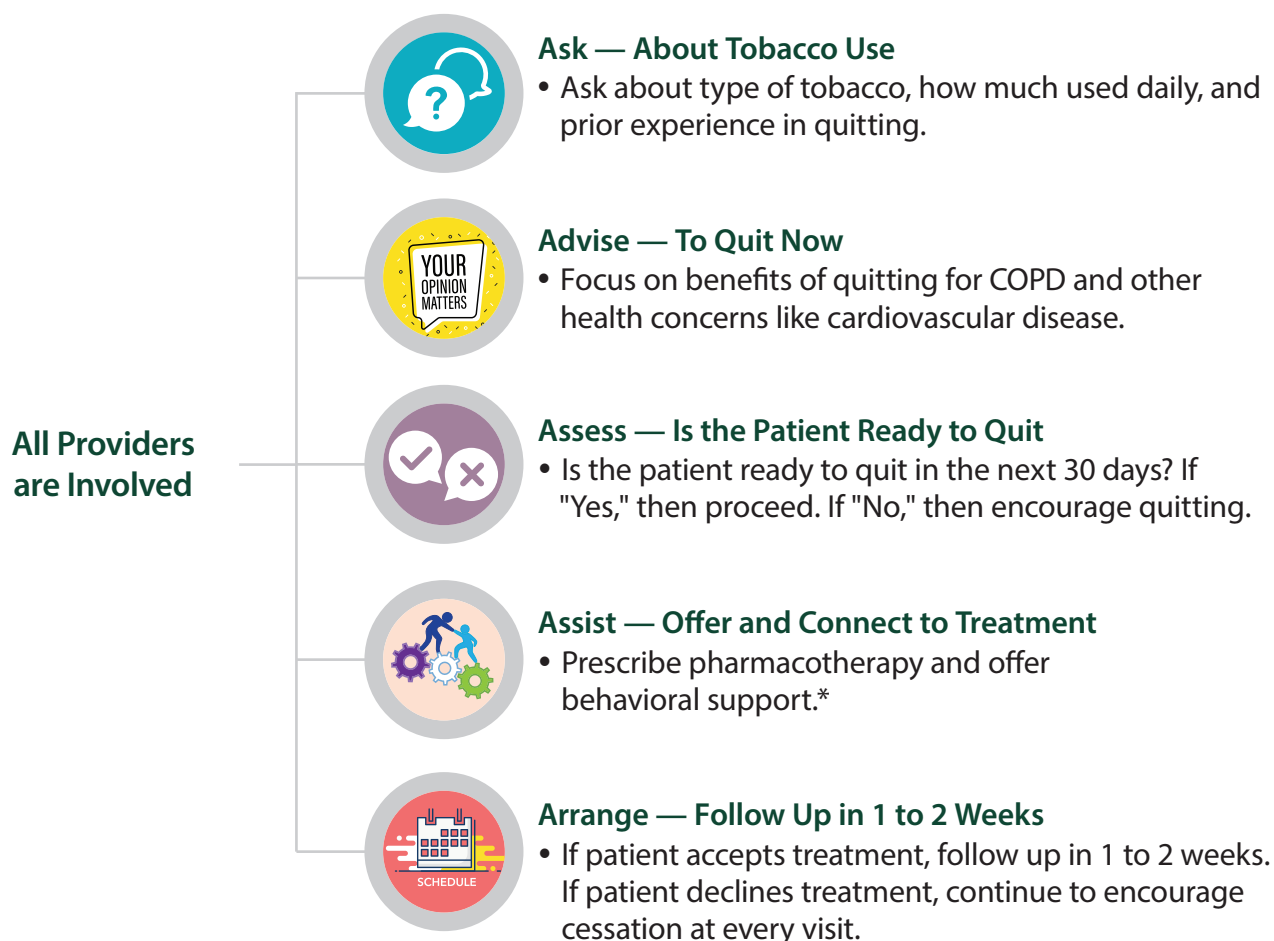 Ask — About Tobacco Use
• Ask about type of tobacco, how much used daily, and
prior experience in quitting.
YOUR
OPINION
MATTERS
Advise — To Quit Now
• Focus on benefits of quitting for COPD and other
health concerns like cardiovascular disease.
All Providers
are Involved
Assess — Is the Patient Ready to Quit
• Is the patient ready to quit in the next 30 days? If
"Yes," then proceed. If "No," then encourage quitting.
Assist — Offer and Connect to Treatment
• Prescribe pharmacotherapy and offer
behavioral support.*
SCHEDULE
Arrange — Follow Up in 1 to 2 Weeks
• If patient accepts treatment, follow up in 1 to 2 weeks.
If patient declines treatment, continue to encourage
cessation at every visit.